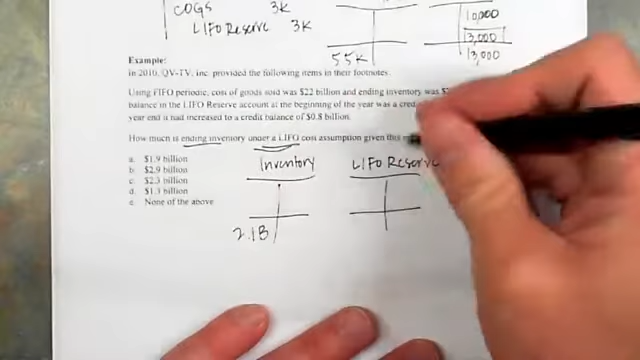 COGS 3K
LIFO Reserve 3K
10,000
3,000
55K
13,000
Example:
In 2010, QV-TV, inc. provided the following items in their footnotes.
Using FIFO periodic, cost of goods sold was $22 billion and ending inventory was
balance in the LIFO Reserve account at the beginning of the year was a
year end it had increased to a credit balance of $0.8 billion.
How much is ending inventory under a LIFO cost assumption given this
Inventory LIFO Reserve
a. $1.9 billion
b. $2.9 billion
c. $2.3 billion
d. $1.3 billion
e. None of the above
2.1B